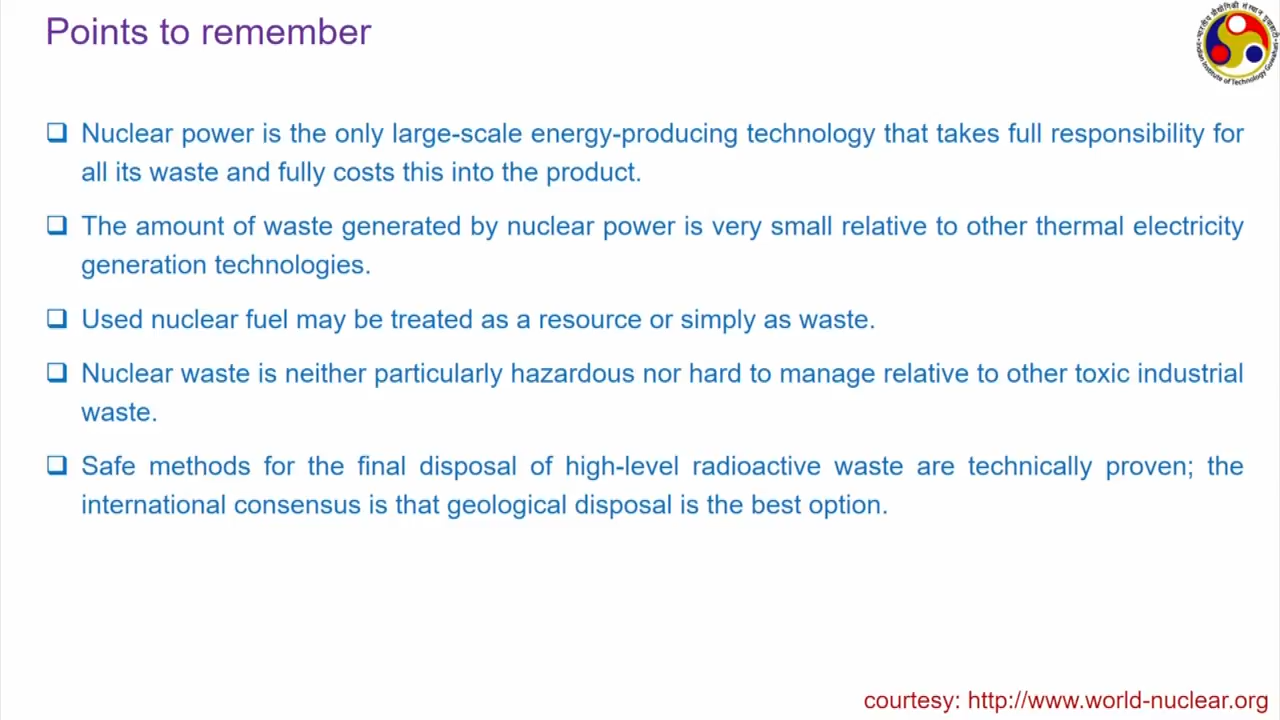 Points to remember
Nuclear power is the only large-scale energy-producing technology that takes full responsibility for
all its waste and fully costs this into the product.
The amount of waste generated by nuclear power is very small relative to other thermal electricity
generation technologies.
Used nuclear fuel may be treated as a resource or simply as waste.
Nuclear waste is neither particularly hazardous nor hard to manage relative to other toxic industrial
waste.
Safe methods for the final disposal of high-level radioactive waste are technically proven; the
international consensus is that geological disposal is the best option.
courtesy: http://www.world-nuclear.org
Indian Institute of Technology Guwahati